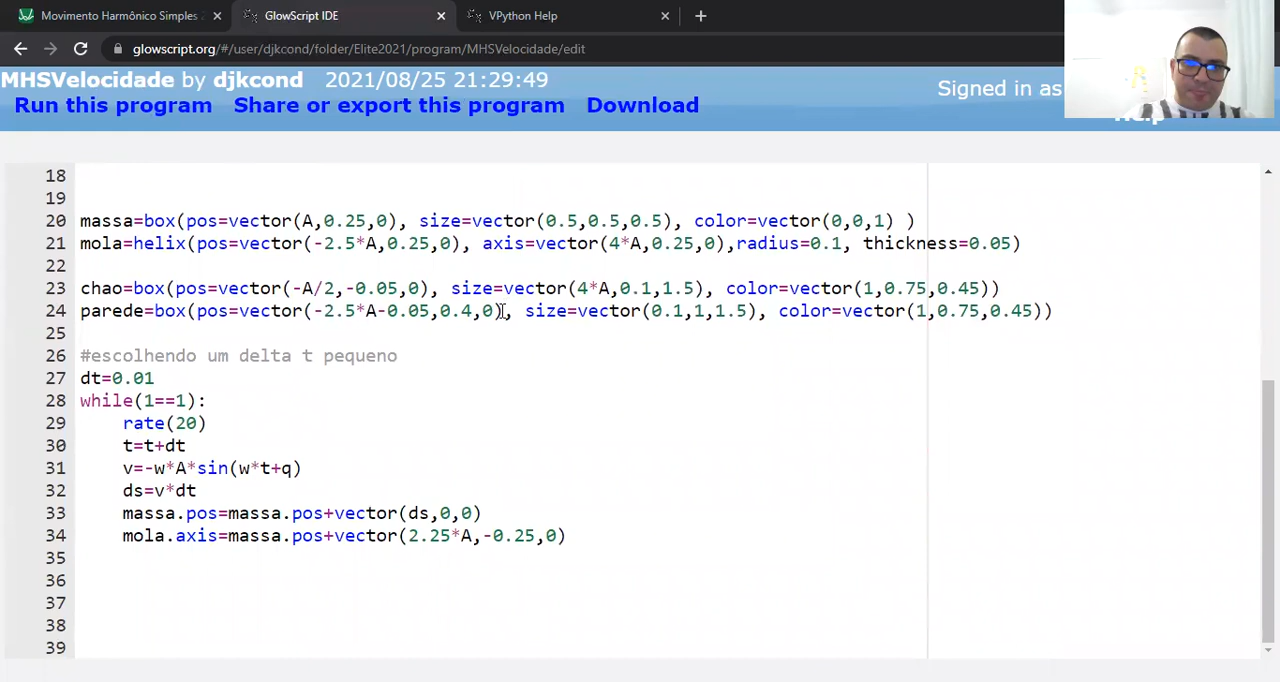 Movimento Harmônico Simples
GlowScript IDE
VPython Help
glowscript.org/#/user/djkcond/folder/Elite2021/program/MHSVelocidade/edit
MHSVelocidade by djkcond 2021/08/25 21:29:49
Signed in as
Run this program Share or export this program Download
18
19
20 massa=box(pos=vector(A,0.25,0), size=vector(0.5,0.5,0.5), color=vector(0,0,1) )
21 mola=helix(pos=vector(-2.5*A,0.25,0), axis=vector(4*A,0.25,0),radius=0.1, thickness=0.05)
22
23 chao=box(pos=vector(-A/2,-0.05,0), size=vector(4*A,0.1,1.5), color=vector(1,0.75,0.45))
24 parede=box(pos=vector(-2.5*A-0.05,0.4,0), size=vector(0.1,1,1.5), color=vector(1,0.75,0.45))
25
26 #escolhendo um delta t pequeno
27 dt=0.01
28 while(1==1):
29 rate(20)
30 t=t+dt
31 v=-w*A*sin(w*t+q)
32 ds=v*dt
33 massa.pos=massa.pos+vector(ds,0,0)
34 mola.axis=massa.pos+vector(2.25*A,-0.25,0)
35
36
37
38
39